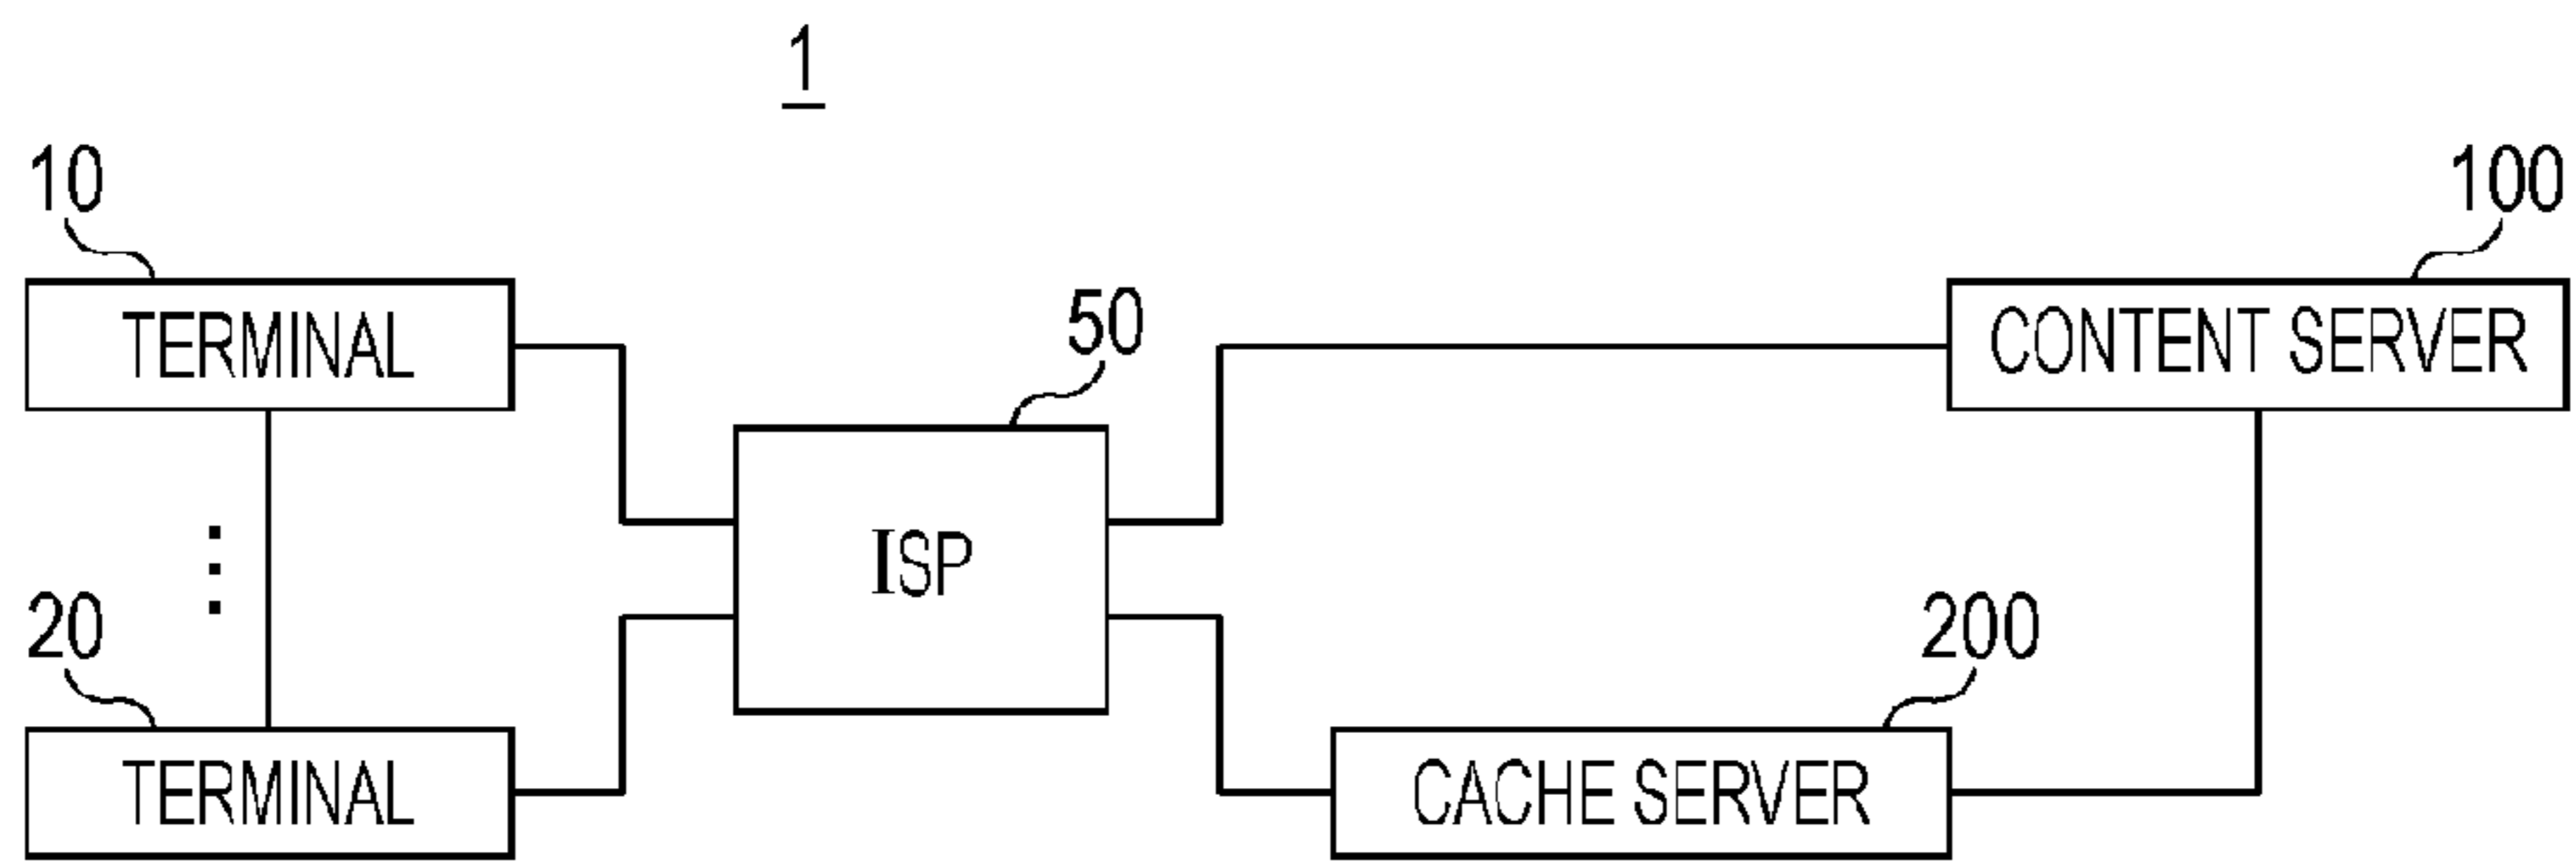 1
10
100
TERMINAL
50
CONTENT SERVER
ISP
20
200
TERMINAL
CACHE SERVER